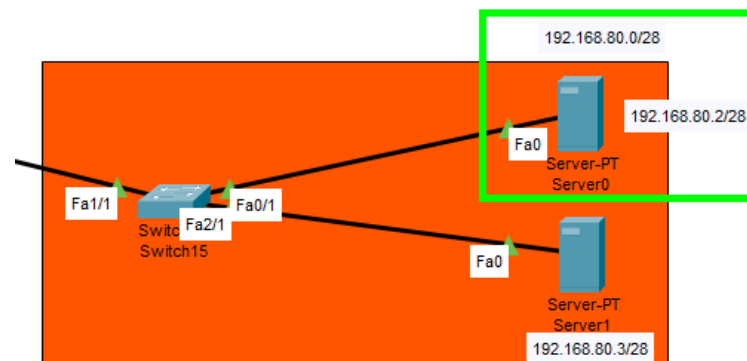 192.168.80.0/28
192.168.80.2/28
Fa0
Server-PT
Server0
Fa1/1
Fa0/1
Fa2/1
Switch15
Fa0
Server-PT
Server1
192.168.80.3/28